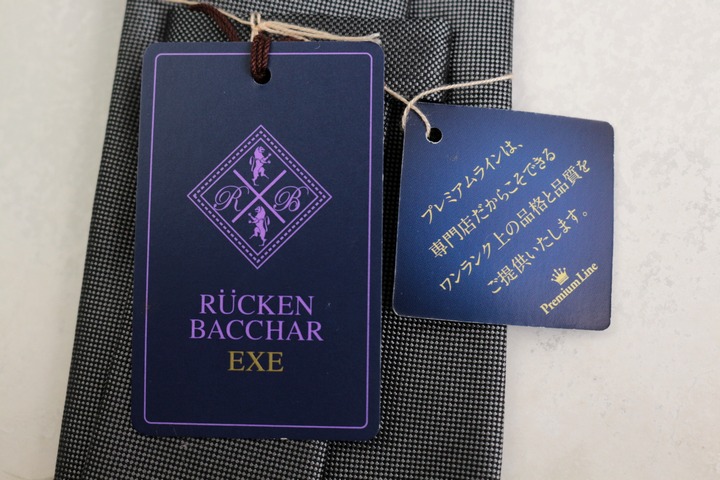 R B
RÜCKEN
BACCHAR
EXE
プレミアムラインは、
専門店だからこそできる
ワンランク上の品格と品質を
ご提供いたします。
Premium Line